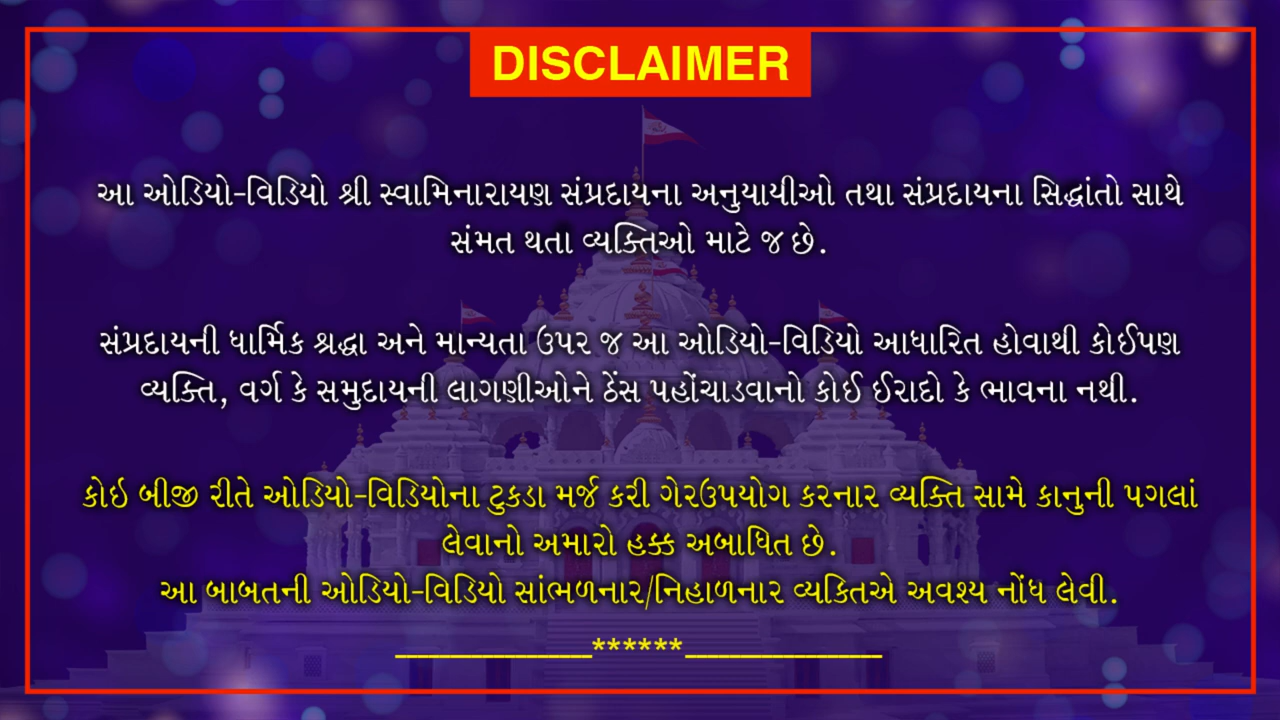 DISCLAIMER
આ ઓડિયો-વિડિયો શ્રી સ્વામિનારાયણ સંપ્રદાયના અનુયાયીઓ તથા સંપ્રદાયના સિદ્ધાંતો સાથે
સંમત થતા વ્યક્તિઓ માટે જ છે.
સંપ્રદાયની ધાર્મિક શ્રદ્ધા અને માન્યતા ઉપર જ આ ઓડિયો-વિડિયો આધારિત હોવાથી કોઈપણ
વ્યક્તિ, વર્ગ કે સમુદાયની લાગણીઓને ઠેંસ પહોંચાડવાનો કોઈ ઈરાદો કે ભાવના નથી.
કોઇ બીજી રીતે ઓડિયો-વિડિયોના ટુકડા મર્જ કરી ગેરઉપયોગ કરનાર વ્યક્તિ સામે કાનુની પગલાં
લેવાનો અમારો હક્ક અબાધિત છે.
આ બાબતની ઓડિયો-વિડિયો સાંભળનાર/નિહાળનાર વ્યકિતએ અવશ્ય નોંધ લેવી.
________________******________________